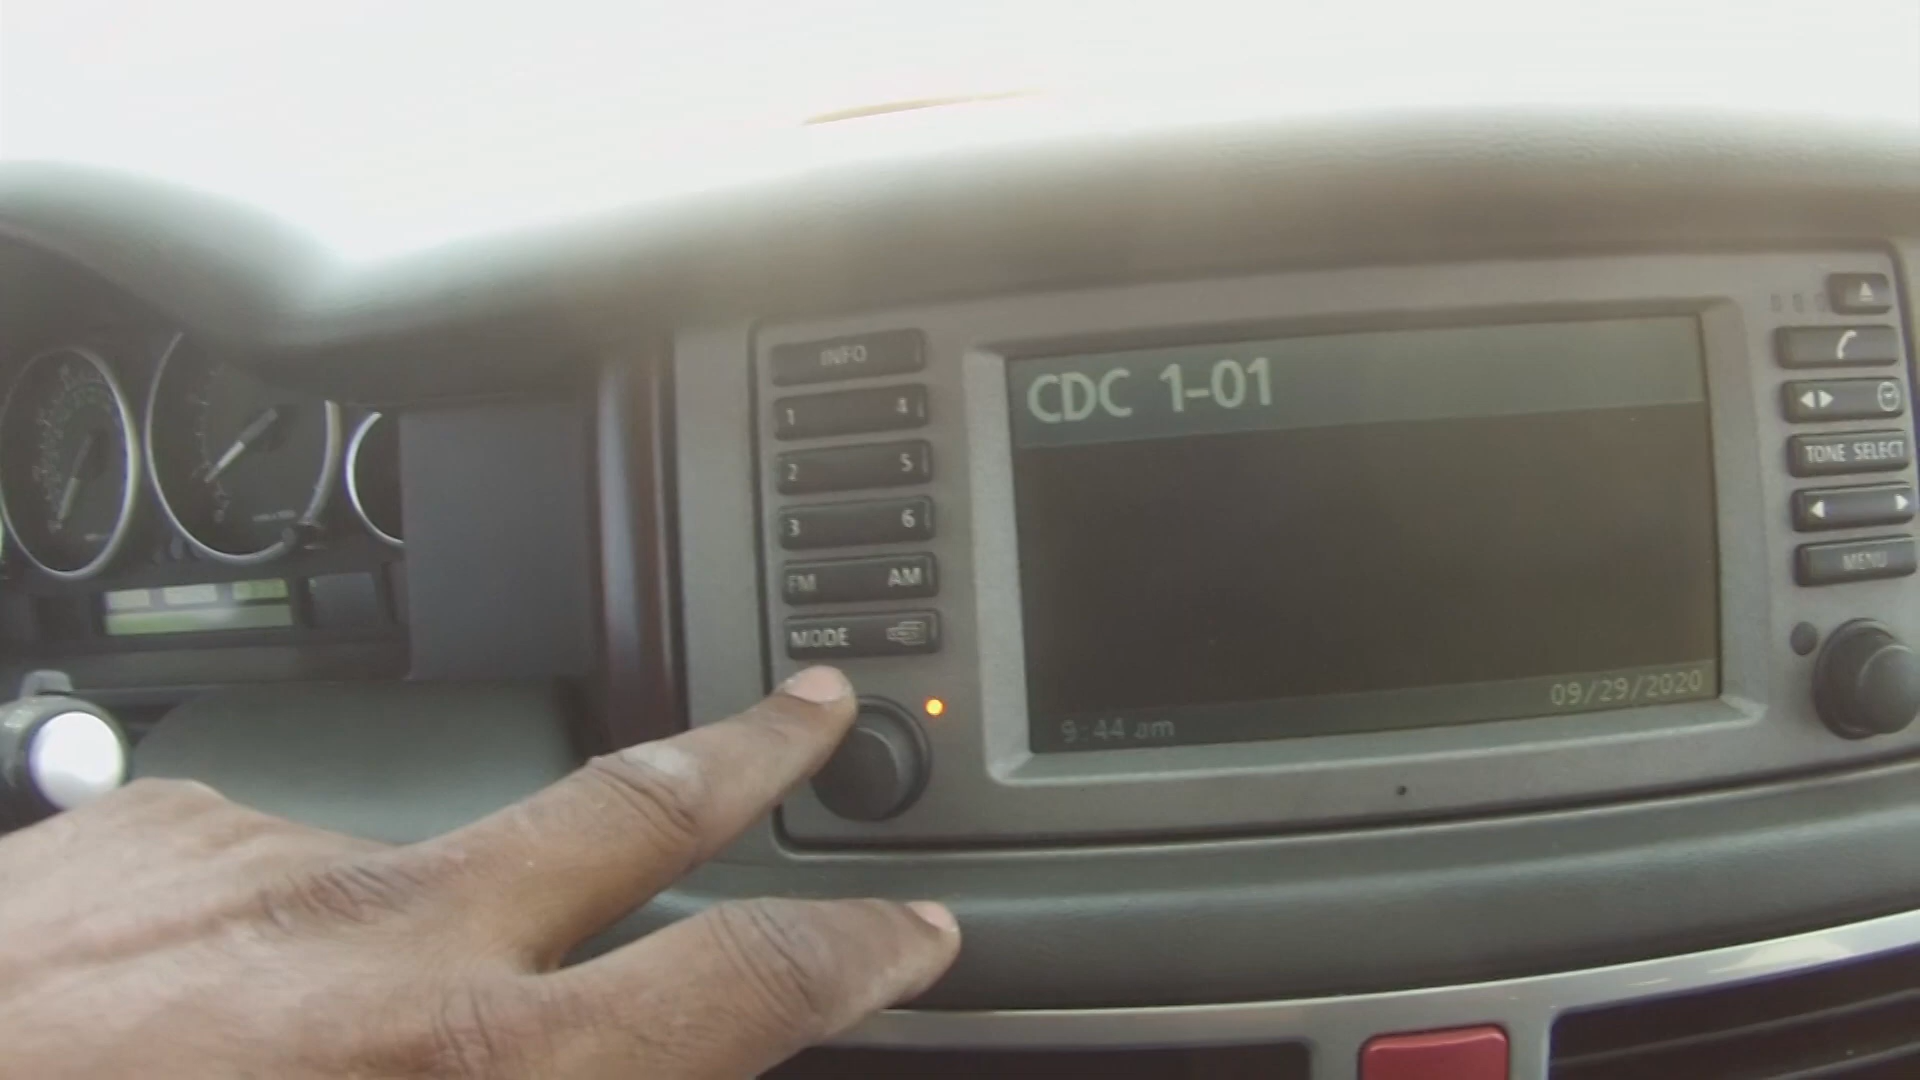 INFO
1 4
2 5
3 6
FM AM
MODE
CDC 1-01
9:44 am
09/29/2020
TONE SELECT
MENU